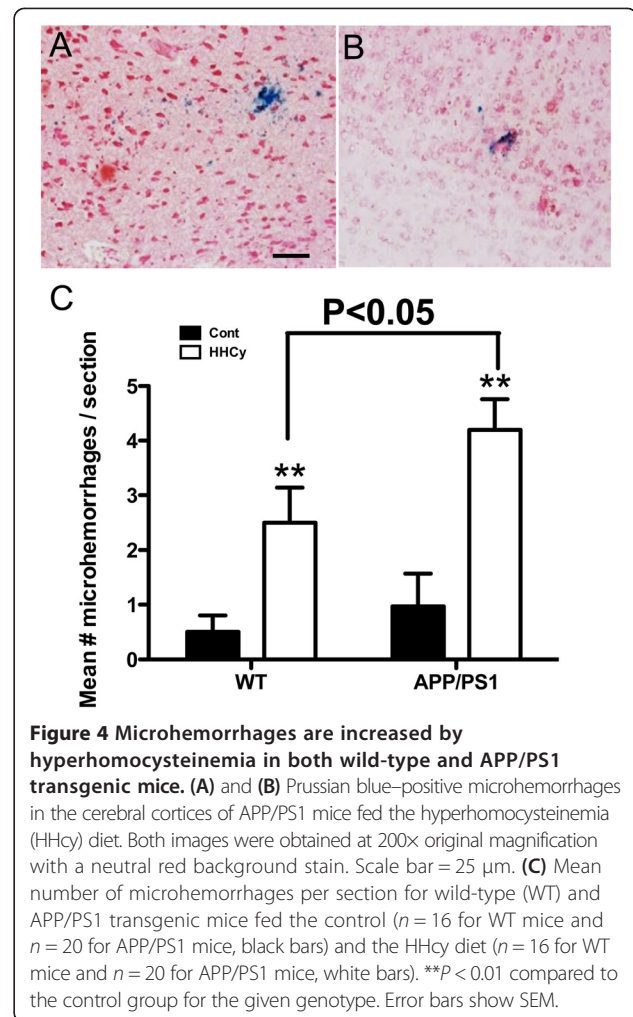 A
B
C
P<0.05
Cont
HHCy
Mean # microhemorrhages / section
**
**
5
4
3
2
1
0
WT
APP/PS1
Figure 4 Microhemorrhages are increased by
hyperhomocysteinemia in both wild-type and APP/PS1
transgenic mice. (A) and (B) Prussian blue–positive microhemorrhages
in the cerebral cortices of APP/PS1 mice fed the hyperhomocysteinemia
(HHcy) diet. Both images were obtained at 200× original magnification
with a neutral red background stain. Scale bar = 25 μm. (C) Mean
number of microhemorrhages per section for wild-type (WT) and
APP/PS1 transgenic mice fed the control (n = 16 for WT mice and
n = 20 for APP/PS1 mice, black bars) and the HHcy diet (n = 16 for WT
mice and n = 20 for APP/PS1 mice, white bars). **P < 0.01 compared to
the control group for the given genotype. Error bars show SEM.